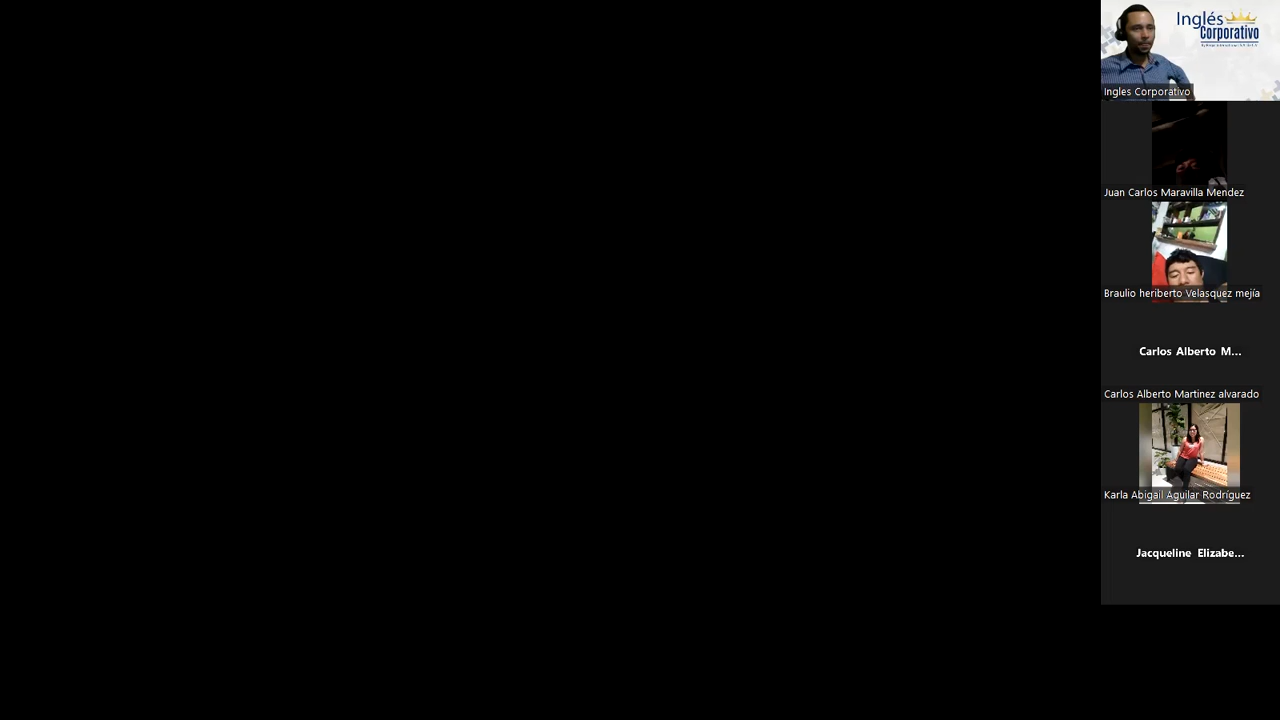 Inglés
Corporativo
Ingles Corporativo
Juan Carlos Maravilla Mendez
Braulio heriberto Velasquez mejía
Carlos Alberto M...
Carlos Alberto Martinez alvarado
Karla Abigail Aguilar Rodríguez
Jacqueline Elizabe...